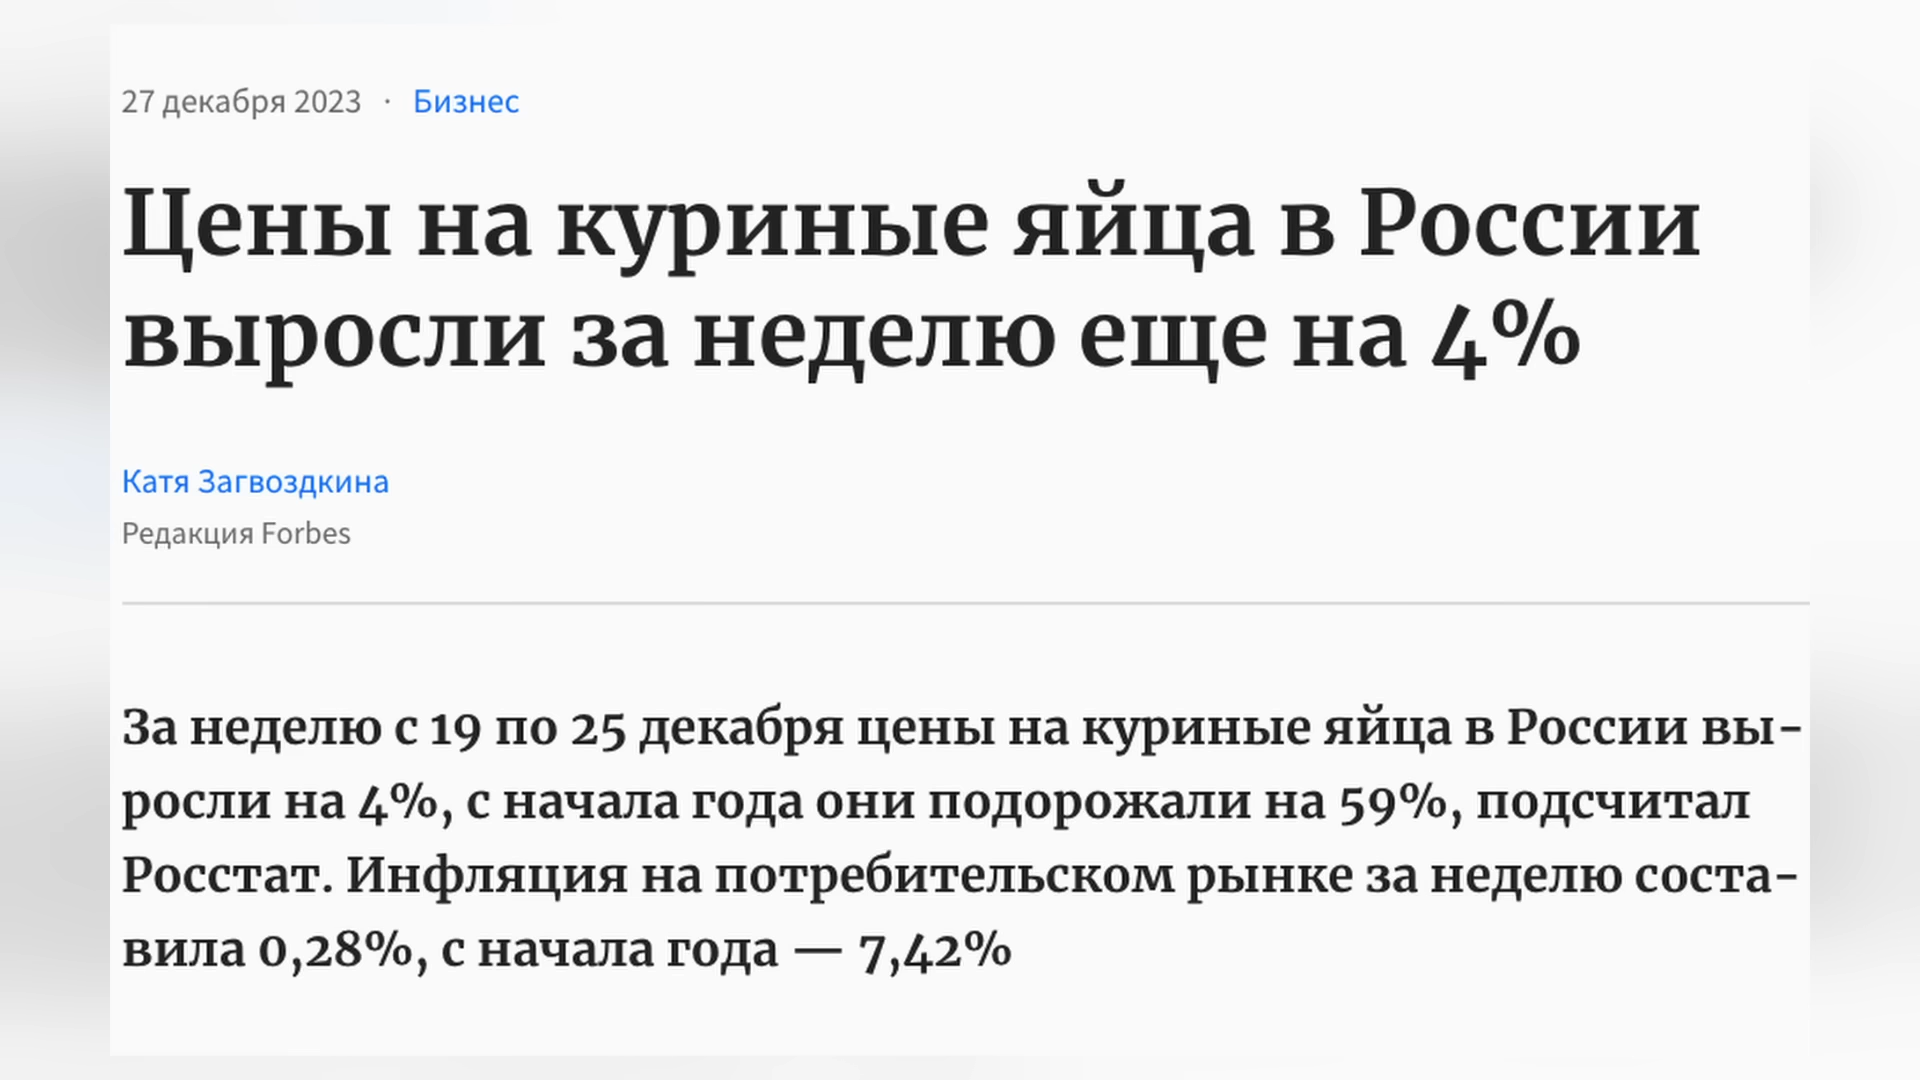 27 декабря 2023 · Бизнес
Цены на куриные яйца в России
выросли за неделю еще на 4%
Катя Загвоздкина
Редакция Forbes
За неделю с 19 по 25 декабря цены на куриные яйца в России вы-
росли на 4%, с начала года они подорожали на 59%, подсчитал
Росстат. Инфляция на потребительском рынке за неделю соста-
вила 0,28%, с начала года — 7,42%